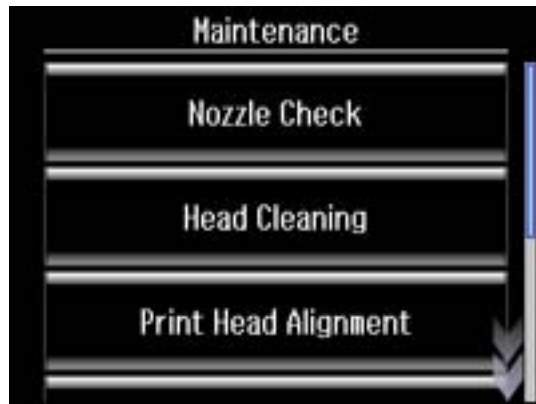 Maintenance
Nozzle Check
Head Cleaning
Print Head Alignment